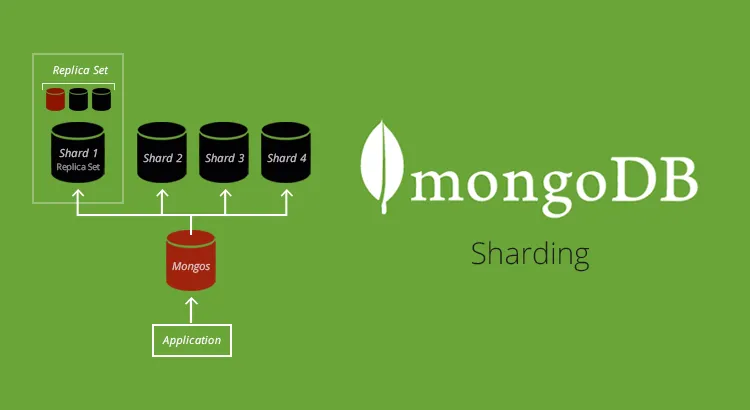 Replica Set
Shard 1
Replica Set
Shard 2
Shard 3
Shard 4
Mongos
Application
mongoDB
Sharding